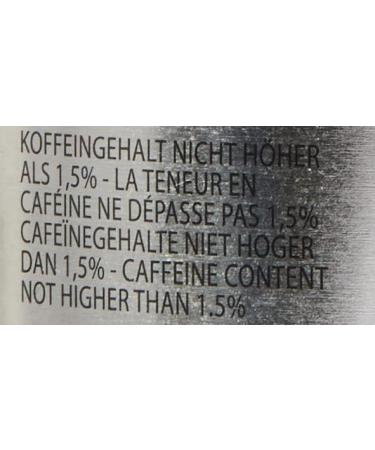 KOFFEINGEHALT NICHT HÖHER
ALS 1,5% - LA TENEUR EN
CAFÉINE NE DÉPASSE PAS 1,5%
CAFEÏNEGEHALTE NIET HOGER
DAN 1,5% - CAFFEINE CONTENT
NOT HIGHER THAN 1.5%